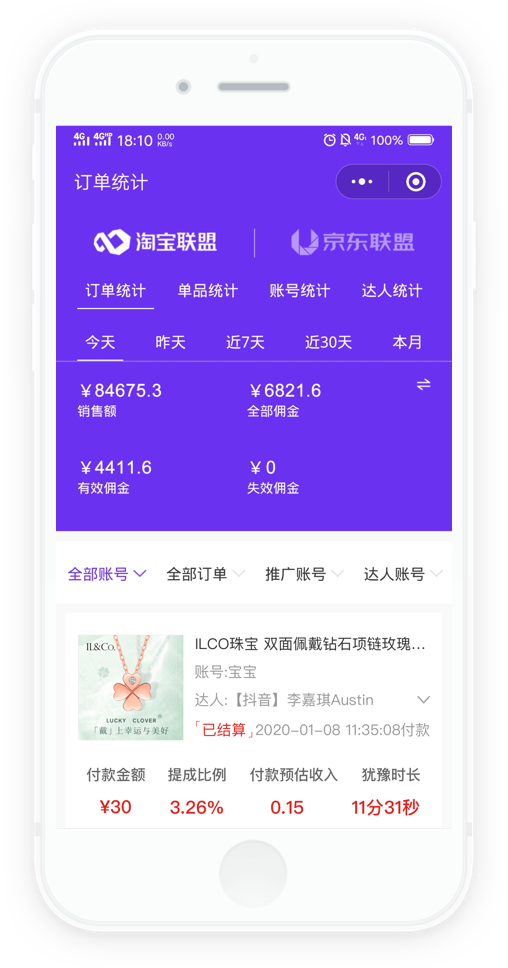 4G 4GHD 18:10 0.00 KB/s 4G 100%
订单统计
淘宝联盟 京东联盟
订单统计 单品统计 账号统计 达人统计
今天 昨天 近7天 近30天 本月
¥84675.3 ¥6821.6
销售额 全部佣金
¥4411.6 ¥0
有效佣金 失效佣金
全部账号 全部订单 推广账号 达人账号
IL&Co. ILCO珠宝 双面佩戴钻石项链玫瑰...
账号:宝宝
达人:【抖音】李嘉琪Austin
LUCKY CLOVER®
「戴」上幸运与美好
「已结算」2020-01-08 11:35:08付款
付款金额 提成比例 付款预估收入 犹豫时长
¥30 3.26% 0.15 11分31秒